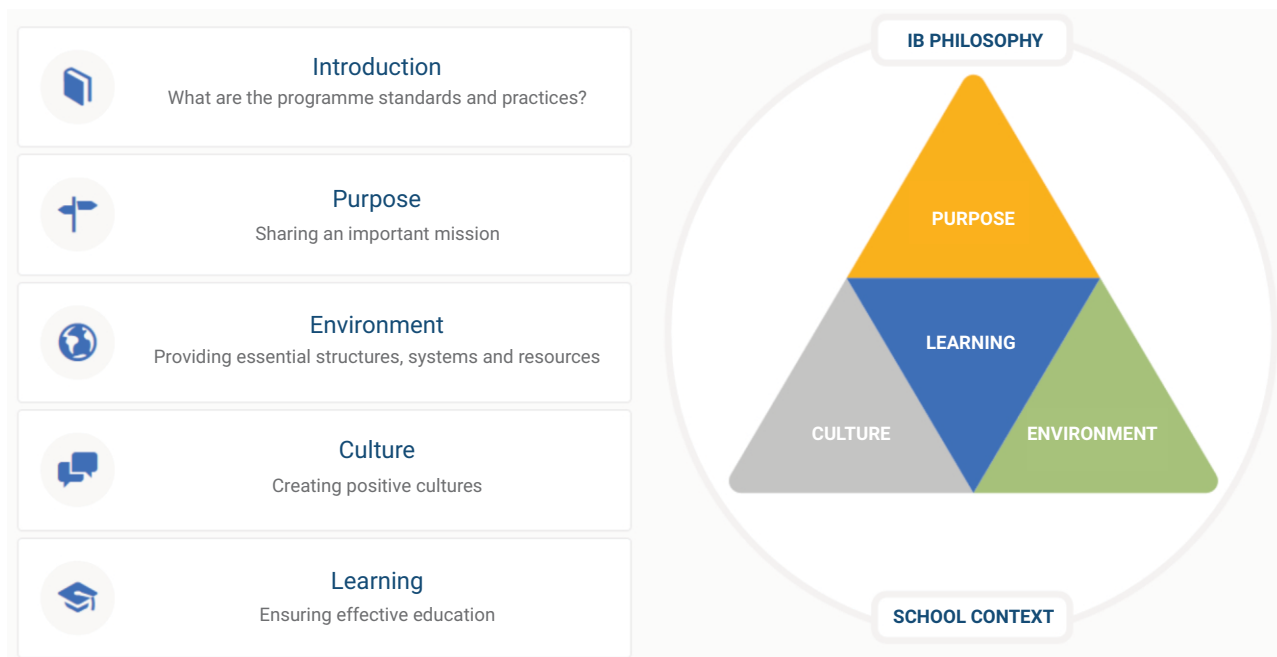 Introduction
What are the programme standards and practices?
Purpose
Sharing an important mission
Environment
Providing essential structures, systems and resources
Culture
Creating positive cultures
Learning
Ensuring effective education
IB PHILOSOPHY
PURPOSE
LEARNING
CULTURE
ENVIRONMENT
SCHOOL CONTEXT